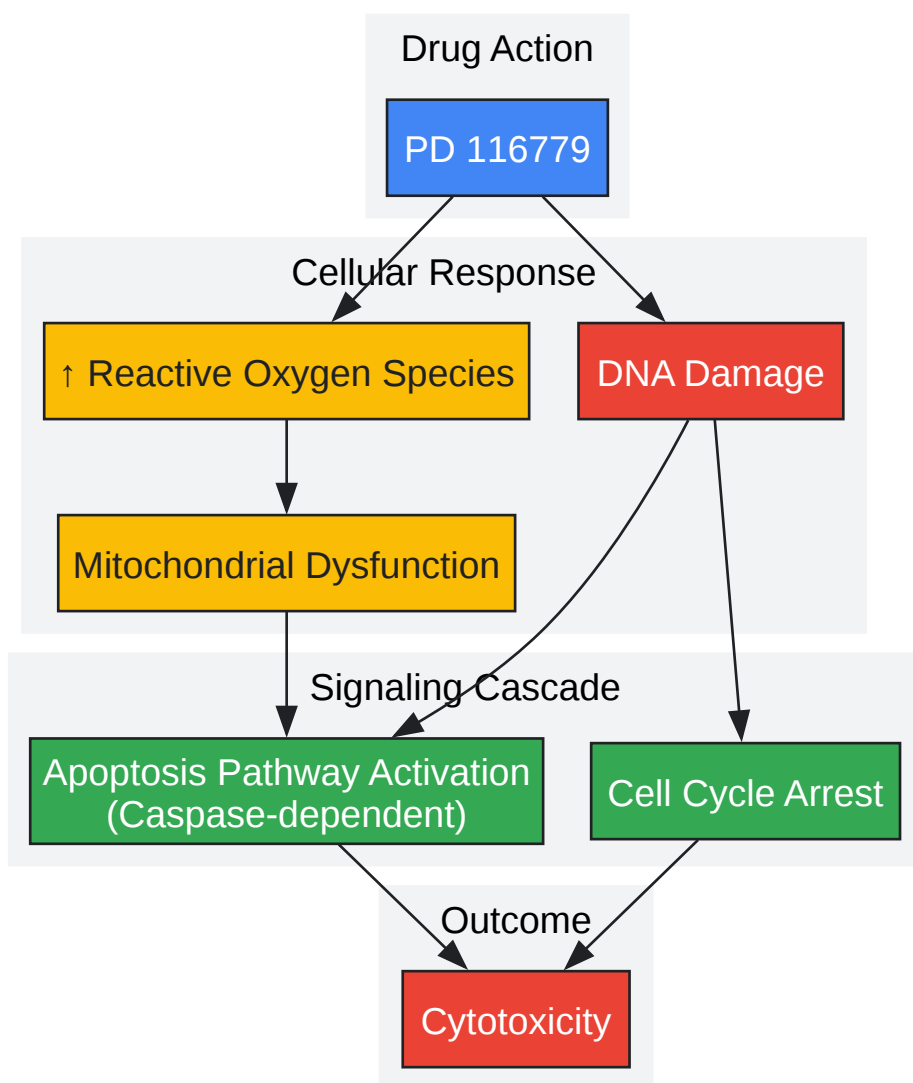 Drug Action
PD 116779
Cellular Response
↑ Reactive Oxygen Species
DNA Damage
Mitochondrial Dysfunction
Signaling Cascade
Apoptosis Pathway Activation
(Caspase-dependent)
Cell Cycle Arrest
Outcome
Cytotoxicity